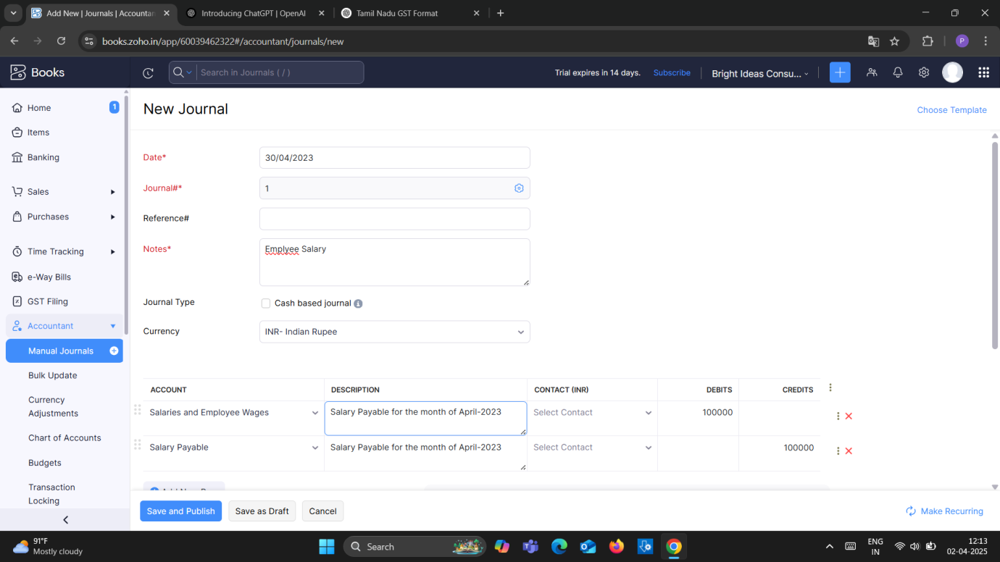 Add New | Journals | Accountan
Introducing ChatGPT | OpenAI
Tamil Nadu GST Format
books.zoho.in/app/60039462322#/accountant/journals/new
P
Books
Search in Journals ( / )
Trial expires in 14 days.
Subscribe
Bright Ideas Consu...
Home
1
Items
Banking
Sales
Purchases
Time Tracking
e-Way Bills
GST Filing
Accountant
Manual Journals
Bulk Update
Currency
Adjustments
Chart of Accounts
Budgets
Transaction
Locking
New Journal
Choose Template
Date*
30/04/2023
Journal#*
1
Reference#
Notes*
Emplyee Salary
Journal Type
Cash based journal
Currency
INR- Indian Rupee
ACCOUNT DESCRIPTION CONTACT (INR) DEBITS CREDITS
Salaries and Employee Wages Salary Payable for the month of April-2023 Select Contact 100000
Salary Payable Salary Payable for the month of April-2023 Select Contact 100000
Save and Publish
Save as Draft
Cancel
Make Recurring
91°F
Mostly cloudy
Search
ENG
IN
12:13
02-04-2025